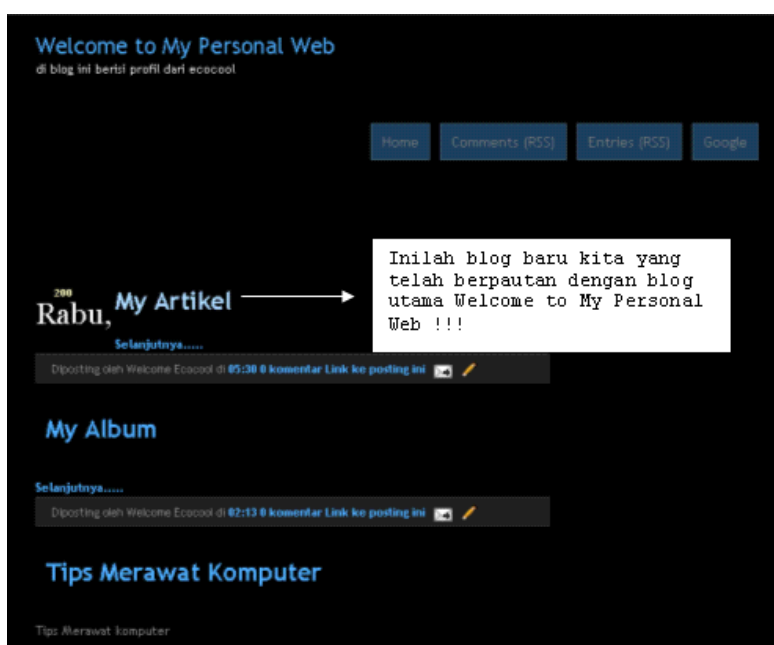 Welcome to My Personal Web
di blog ini berisi profil dari ecocool
Home Comments (RSS) Entries (RSS) Google
200
Rabu, My Artikel
Inilah blog baru kita yang
telah berpautan dengan blog
utama Welcome to My Personal
Web !!!
Selanjutnya.....
Diposting oleh Welcome Ecocool di 05:30 0 komentar Link ke posting ini
My Album
Selanjutnya.....
Diposting oleh Welcome Ecocool di 02:13 0 komentar Link ke posting ini
Tips Merawat Komputer
Tips Merawat komputer